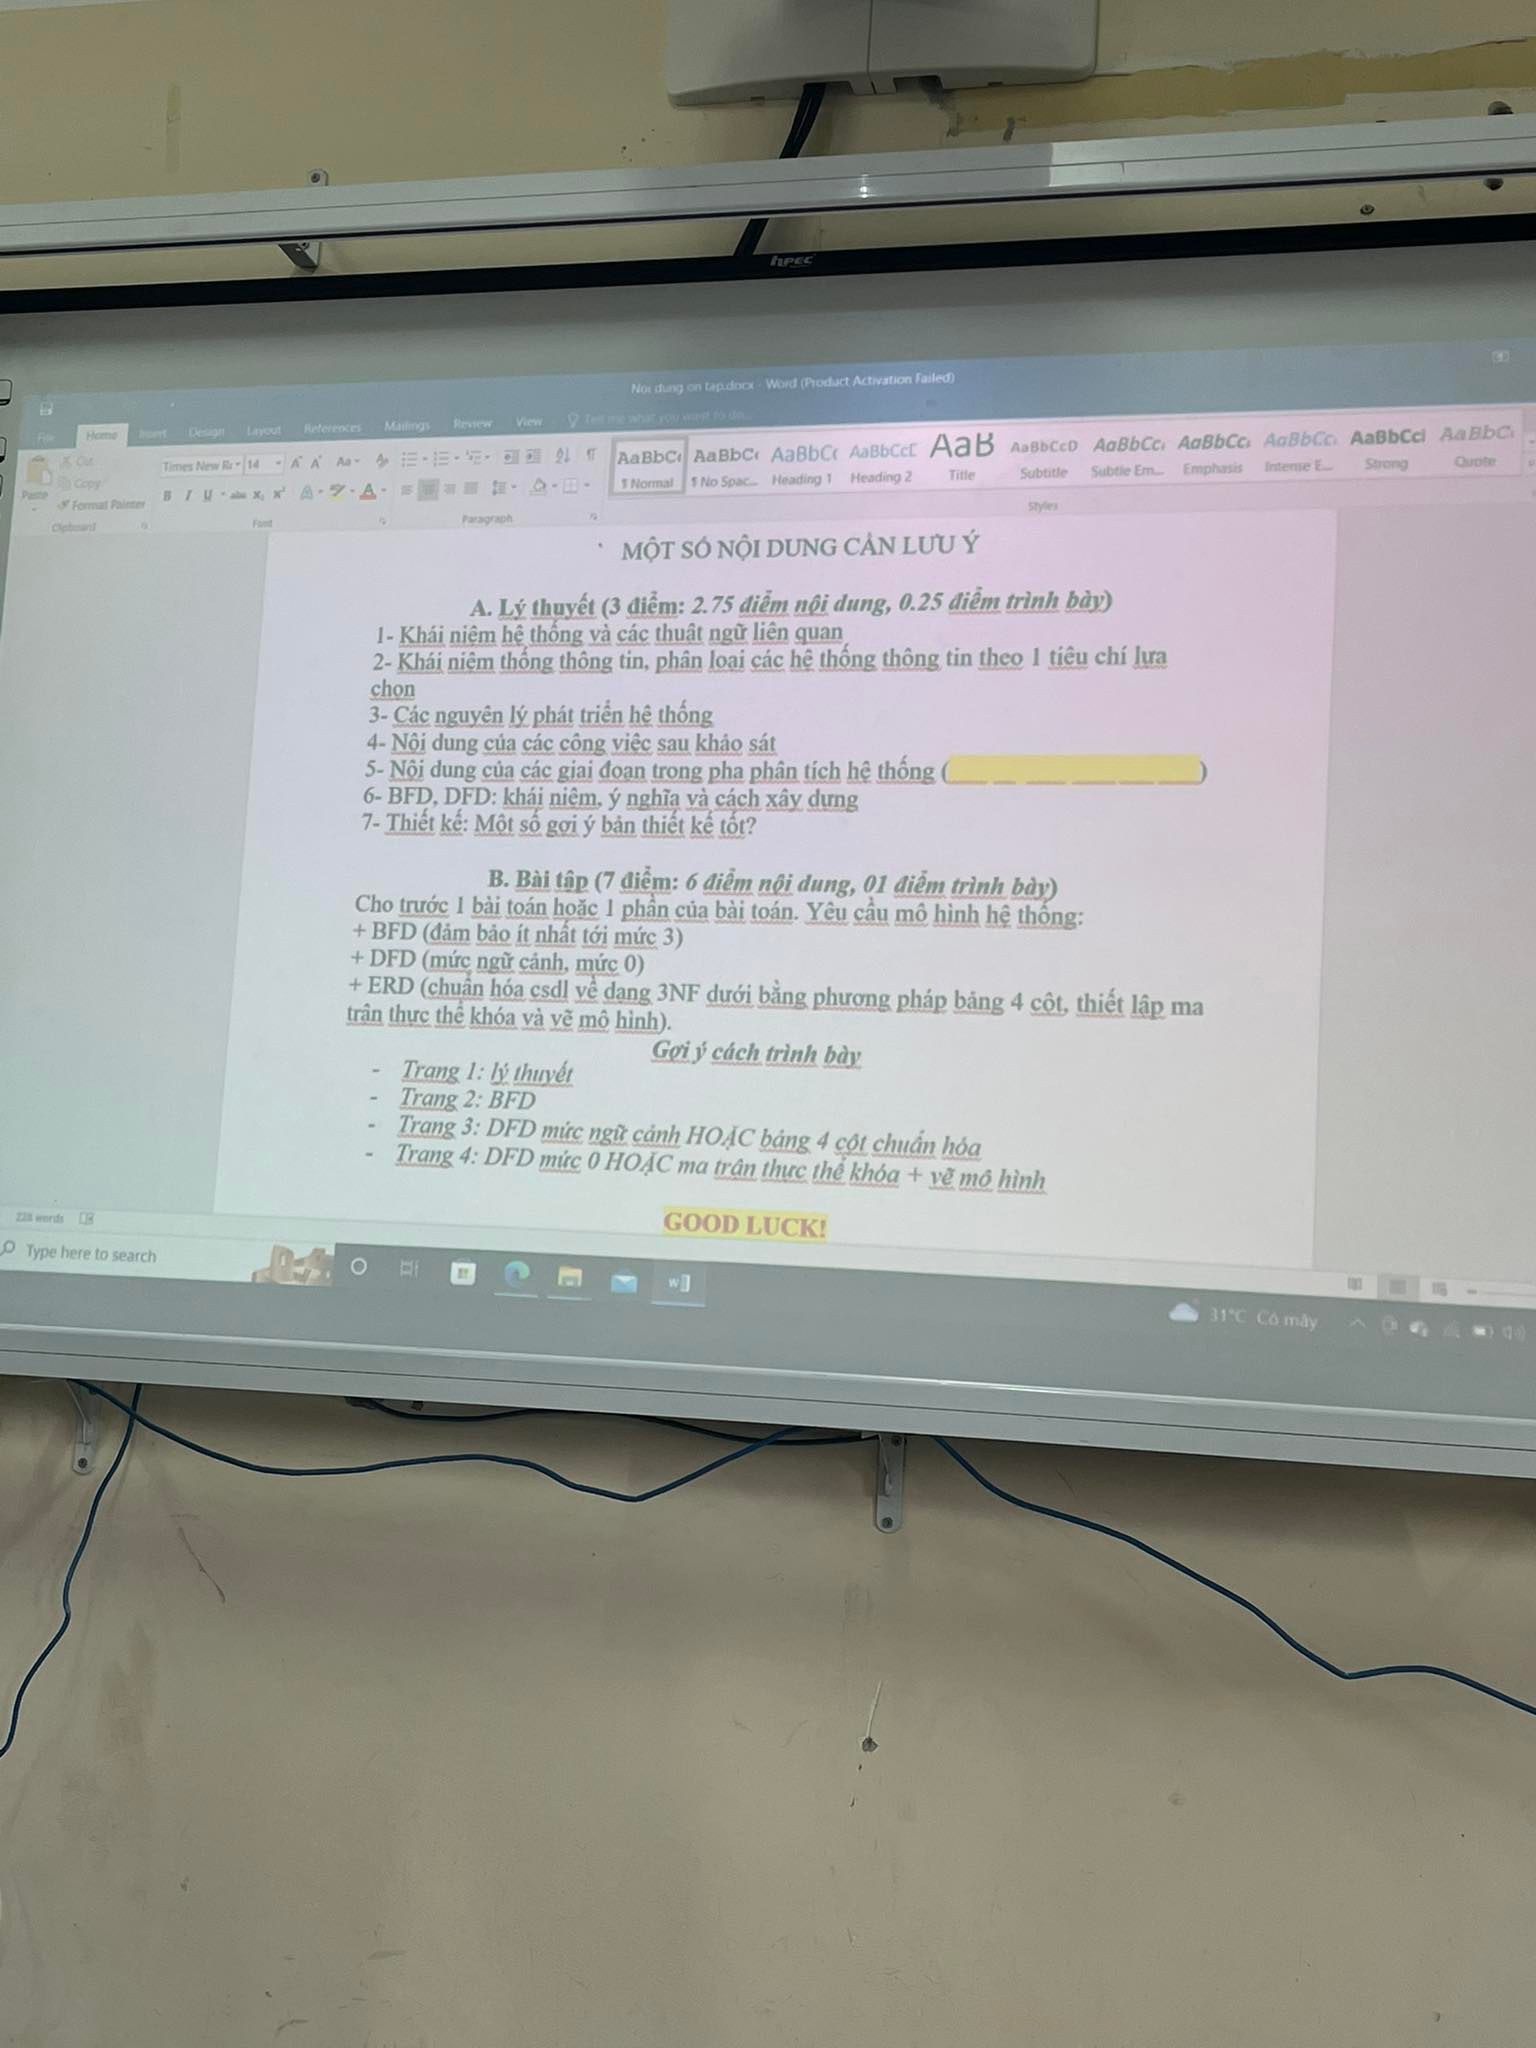 hpec
Noi dung on tap.docx - Word (Product Activation Failed)
File Home Insert Design Layout References Mailings Review View Tell me what you want to do...
Cut
Copy
Paste
Format Painter
Times New Ro 14
AaBbCc AaBbCc AaBbCc AaBbCcD AaB AaBbCcD AaBbCc AaBbCc AaBbCc AaBbCcI AaBbCc
¶ Normal ¶ No Spac... Heading 1 Heading 2 Title Subtitle Subtle Em... Emphasis Intense E... Strong Quote
Clipboard Font Paragraph Styles
MỘT SỐ NỘI DUNG CẦN LƯU Ý
A. Lý thuyết (3 điểm: 2.75 điểm nội dung, 0.25 điểm trình bày)
1- Khái niệm hệ thống và các thuật ngữ liên quan
2- Khái niệm thống thông tin, phân loại các hệ thống thông tin theo 1 tiêu chí lựa
chọn
3- Các nguyên lý phát triển hệ thống
4- Nội dung của các công việc sau khảo sát
5- Nội dung của các giai đoạn trong pha phân tích hệ thống ( )
6- BFD, DFD: khái niệm, ý nghĩa và cách xây dựng
7- Thiết kế: Một số gợi ý bản thiết kế tốt?
B. Bài tập (7 điểm: 6 điểm nội dung, 01 điểm trình bày)
Cho trước 1 bài toán hoặc 1 phần của bài toán. Yêu cầu mô hình hệ thống:
+ BFD (đảm bảo ít nhất tới mức 3)
+ DFD (mức ngữ cảnh, mức 0)
+ ERD (chuẩn hóa csdl về dạng 3NF dưới bằng phương pháp bảng 4 cột, thiết lập ma
trận thực thể khóa và vẽ mô hình).
Gợi ý cách trình bày
- Trang 1: lý thuyết
- Trang 2: BFD
- Trang 3: DFD mức ngữ cảnh HOẶC bảng 4 cột chuẩn hóa
- Trang 4: DFD mức 0 HOẶC ma trận thực thể khóa + vẽ mô hình
GOOD LUCK!
228 words
Type here to search
31°C Có mây